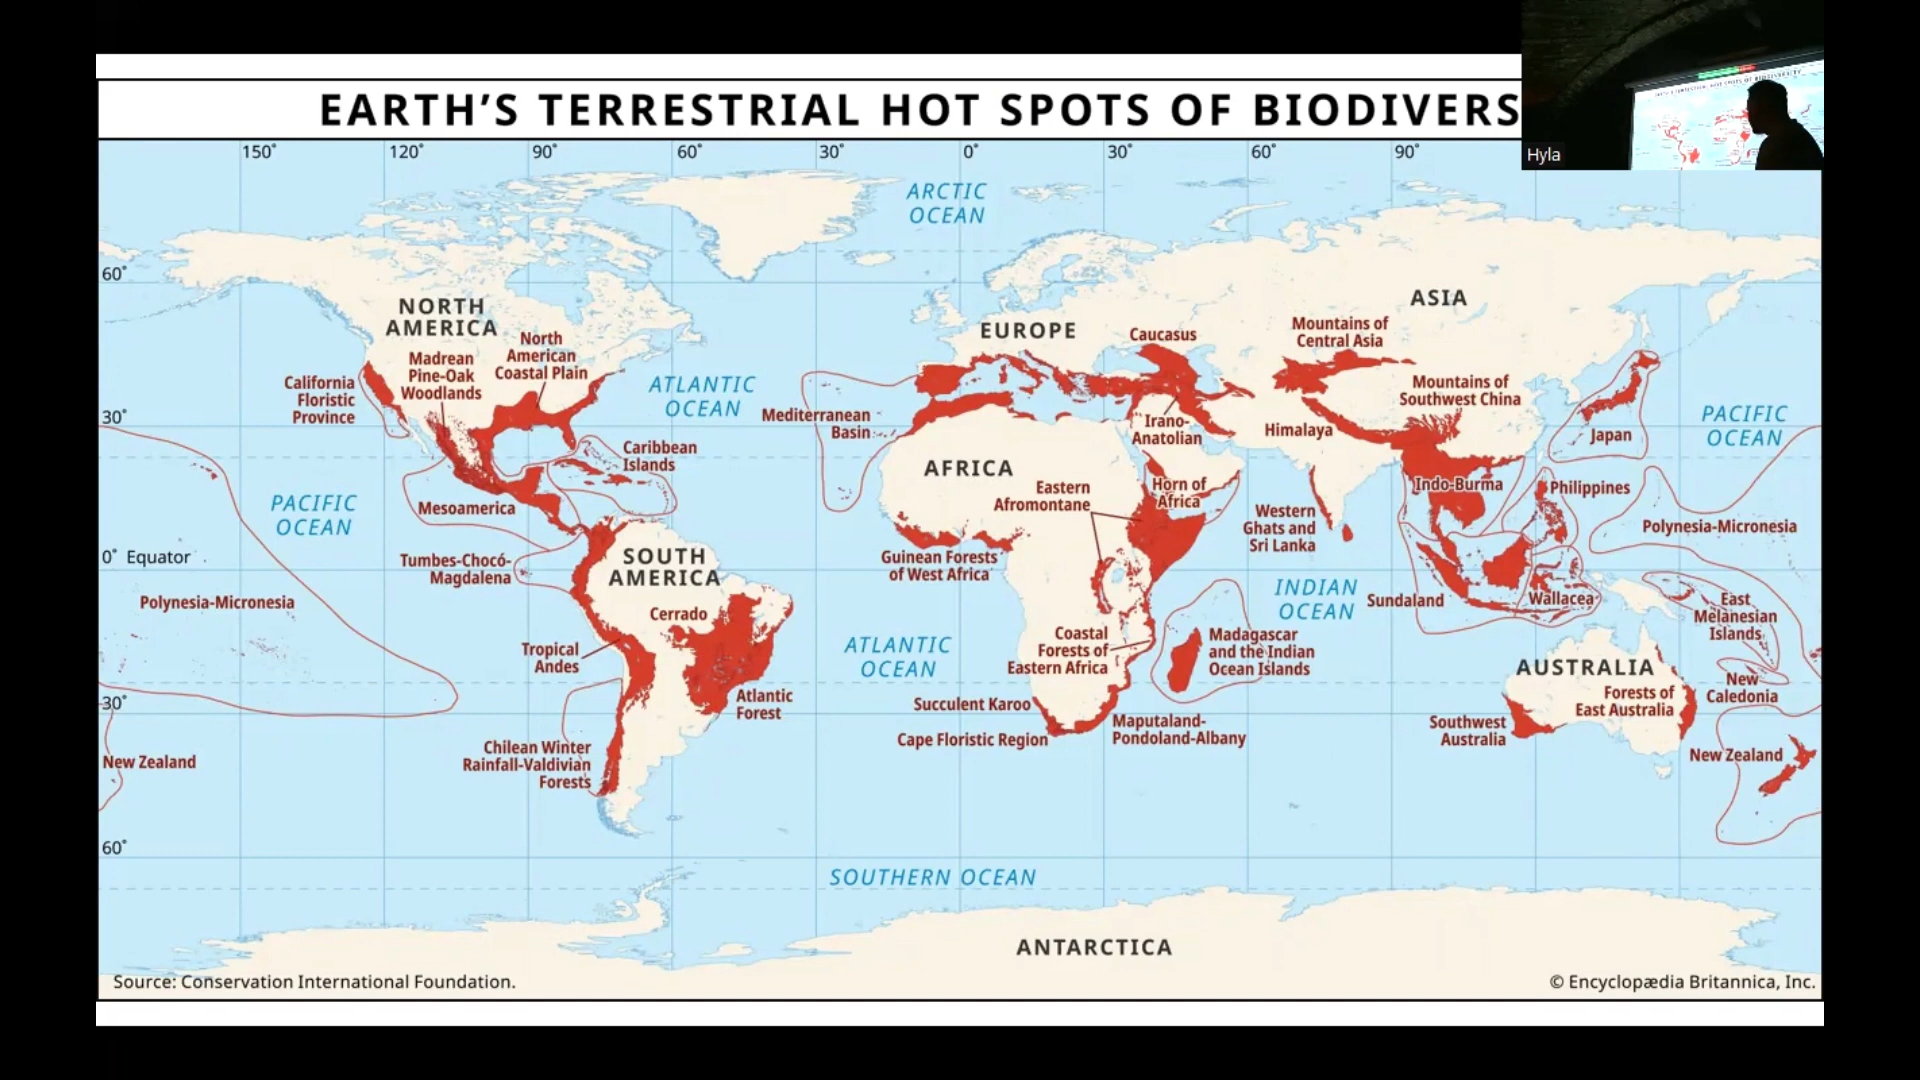 EARTH'S TERRESTRIAL HOT SPOTS OF BIODIVERS
Hyla
150°
120°
90°
60°
30°
0°
30°
60°
90°
ARCTIC
OCEAN
60°
NORTH
AMERICA
EUROPE
ASIA
North
American
Coastal Plain
Madrean
Pine-Oak
Woodlands
California
Floristic
Province
ATLANTIC
OCEAN
Caucasus
Mountains of
Central Asia
Mountains of
Southwest China
PACIFIC
OCEAN
30°
Mediterranean
Basin
Irano-
Anatolian
Himalaya
Japan
Caribbean
Islands
AFRICA
PACIFIC
OCEAN
Mesoamerica
Eastern
Afromontane
Horn of
Africa
Western
Ghats and
Sri Lanka
Indo-Burma
Philippines
Polynesia-Micronesia
0° Equator
Tumbes-Chocó-
Magdalena
SOUTH
AMERICA
Guinean Forests
of West Africa
INDIAN
OCEAN
Sundaland
Wallacea
East
Melanesian
Islands
Polynesia-Micronesia
Cerrado
Tropical
Andes
ATLANTIC
OCEAN
Coastal
Forests of
Eastern Africa
Madagascar
and the Indian
Ocean Islands
AUSTRALIA
New
Caledonia
30°
Atlantic
Forest
Succulent Karoo
Cape Floristic Region
Maputaland-
Pondoland-Albany
Southwest
Australia
Forests of
East Australia
New Zealand
Chilean Winter
Rainfall-Valdivian
Forests
New Zealand
60°
SOUTHERN OCEAN
ANTARCTICA
Source: Conservation International Foundation.
© Encyclopædia Britannica, Inc.